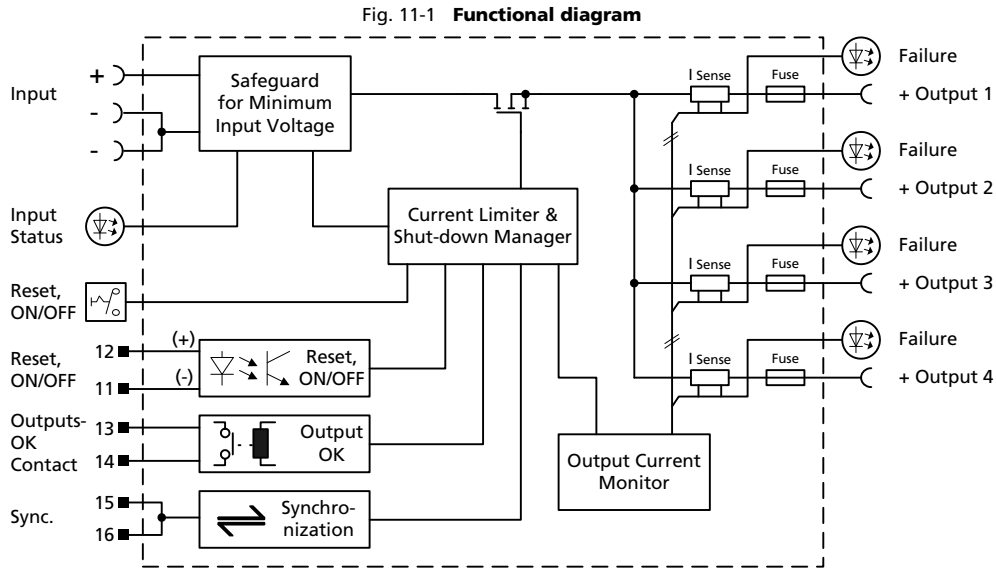 Fig. 11-1 Functional diagram
Input
+
-
-
Safeguard
for Minimum
Input Voltage
Input
Status
Current Limiter &
Shut-down Manager
Reset,
ON/OFF
Reset,
ON/OFF
12
(+)
11
(-)
Reset,
ON/OFF
Outputs-
OK
Contact
13
14
Output
OK
Sync.
15
16
Synchro-
nization
Output Current
Monitor
I Sense
Fuse
Failure
+ Output 1
I Sense
Fuse
Failure
+ Output 2
I Sense
Fuse
Failure
+ Output 3
I Sense
Fuse
Failure
+ Output 4